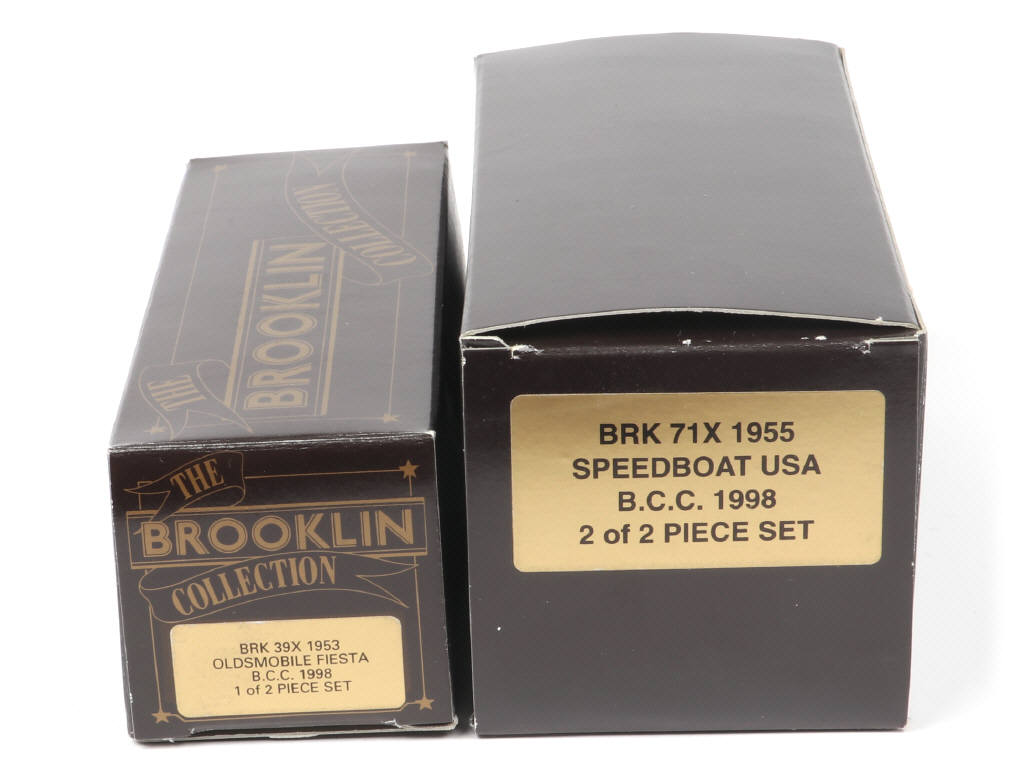 THE
BROOKLIN
COLLECTION
THE
BROOKLIN
COLLECTION
BRK 39X 1953
OLDSMOBILE FIESTA
B.C.C. 1998
1 of 2 PIECE SET
BRK 71X 1955
SPEEDBOAT USA
B.C.C. 1998
2 of 2 PIECE SET